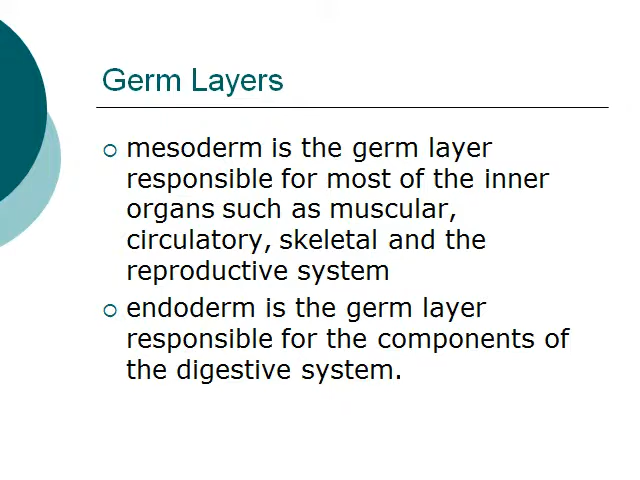 Germ Layers
mesoderm is the germ layer
responsible for most of the inner
organs such as muscular,
circulatory, skeletal and the
reproductive system
endoderm is the germ layer
responsible for the components of
the digestive system.